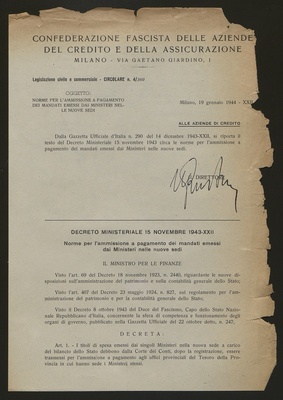 CONFEDERAZIONE FASCISTA DELLE AZIENDE
DEL CREDITO E DELLA ASSICURAZIONE
MILANO - VIA GAETANO GIARDINO, 1
Legislazione civile e commerciale - CIRCOLARE n. 4/
OGGETTO:
NORME PER L'AMMISSIONE A PAGAMENTO
DEI MANDATI EMESSI DAI MINISTERI NEL-
LE NUOVE SEDI
Milano, 19 gennaio 1944 - XXII
ALLE AZIENDE DI CREDITO
Dalla Gazzetta Ufficiale d'Italia n. 290 del 14 dicembre 1943-XXII, si riporta il
testo del Decreto Ministeriale 15 novembre 1943 circa le norme per l'ammissione a
pagamento dei mandati emessi dai Ministeri nelle nuove sedi.
DIRETTORE
DECRETO MINISTERIALE 15 NOVEMBRE 1943-XXII
Norme per l'ammissione a pagamento dei mandati emessi
dai Ministeri nelle nuove sedi
IL MINISTRO PER LE FINANZE
Visto l'art. 60 del Decreto 18 novembre 1923, n. 2440, riguardante le nuove di-
sposizioni sull'amministrazione del patrimonio e nella contabilità generale dello Stato;
Visto l'art. 407 del Decreto 23 maggio 1924, n. 827, sul regolamento per l'am-
ministrazione del patrimonio e per la contabilità generale dello Stato;
Visto il Decreto 8 ottobre 1943 del Duce del Fascismo, Capo dello Stato Nazio-
nale Repubblicano d'Italia, concernente la sfera di competenza e funzionamento degli
organi di governo, pubblicato nella Gazzetta Ufficiale del 22 ottobre detto, n. 247;
DECRETA:
Art. 1. - I titoli di spesa emessi dai singoli Ministeri nella nuova sede a carico
del bilancio dello Stato debbono dalla Corte dei Conti, dopo la registrazione, essere
trasmessi per l'ammissione a pagamento agli uffici provinciali del Tesoro della Pro-
vincia in cui hanno sede i Ministeri stessi.